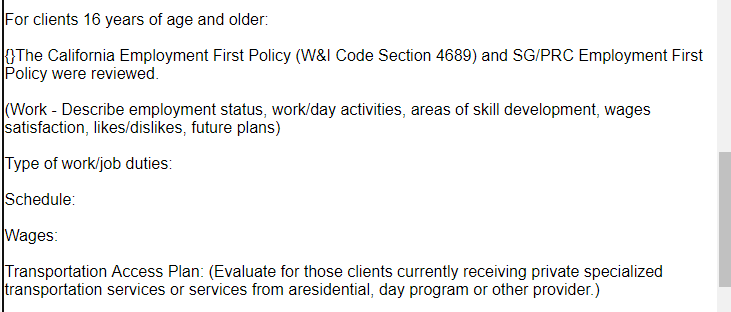 For clients 16 years of age and older:
{}The California Employment First Policy (W&I Code Section 4689) and SG/PRC Employment First
Policy were reviewed.
(Work - Describe employment status, work/day activities, areas of skill development, wages
satisfaction, likes/dislikes, future plans)
Type of work/job duties:
Schedule:
Wages:
Transportation Access Plan: (Evaluate for those clients currently receiving private specialized
transportation services or services from aresidential, day program or other provider.)